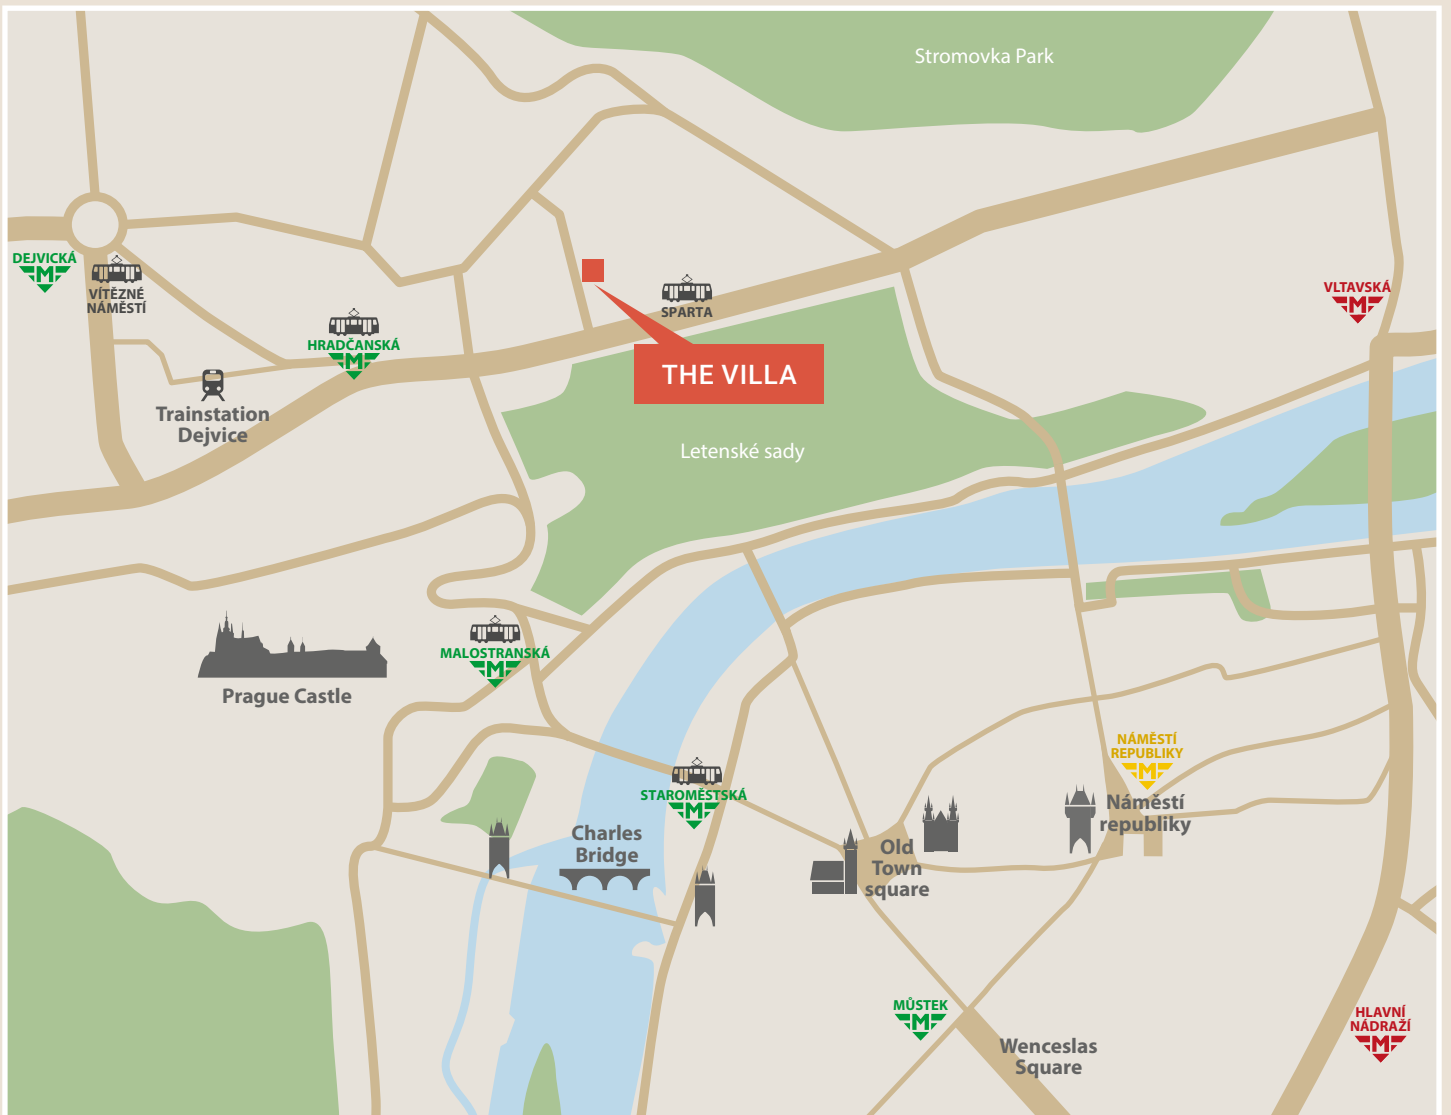 Stromovka Park
DEJVICKÁ
M
VÍTĚZNÉ
NÁMĚSTÍ
HRADČANSKÁ
M
SPARTA
VLTAVSKÁ
M
THE VILLA
Trainstation
Dejvice
Letenské sady
MALOSTRANSKÁ
M
Prague Castle
NÁMĚSTÍ
REPUBLIKY
M
STAROMĚSTSKÁ
M
Náměstí
republiky
Charles
Bridge
Old
Town
square
MŮSTEK
M
Wenceslas
Square
HLAVNÍ
NÁDRAŽÍ
M